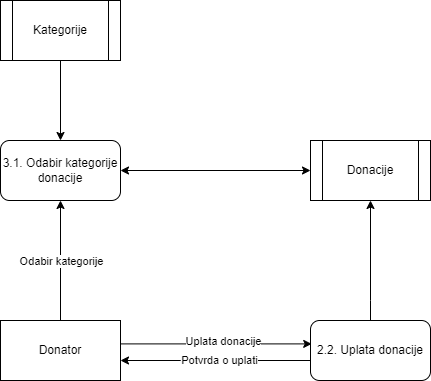 Kategorije
3.1. Odabir kategorije
donacije
Donacije
Odabir kategorije
Donator
Uplata donacije
Potvrda o uplati
2.2. Uplata donacije